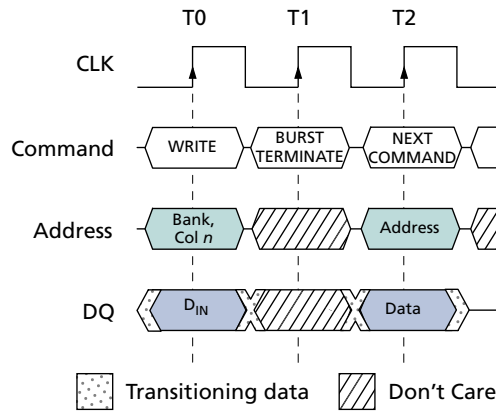 T0 T1 T2
CLK
Command WRITE BURST TERMINATE NEXT COMMAND
Address Bank, Col n Address
DQ DIN Data
Transitioning data Don't Care